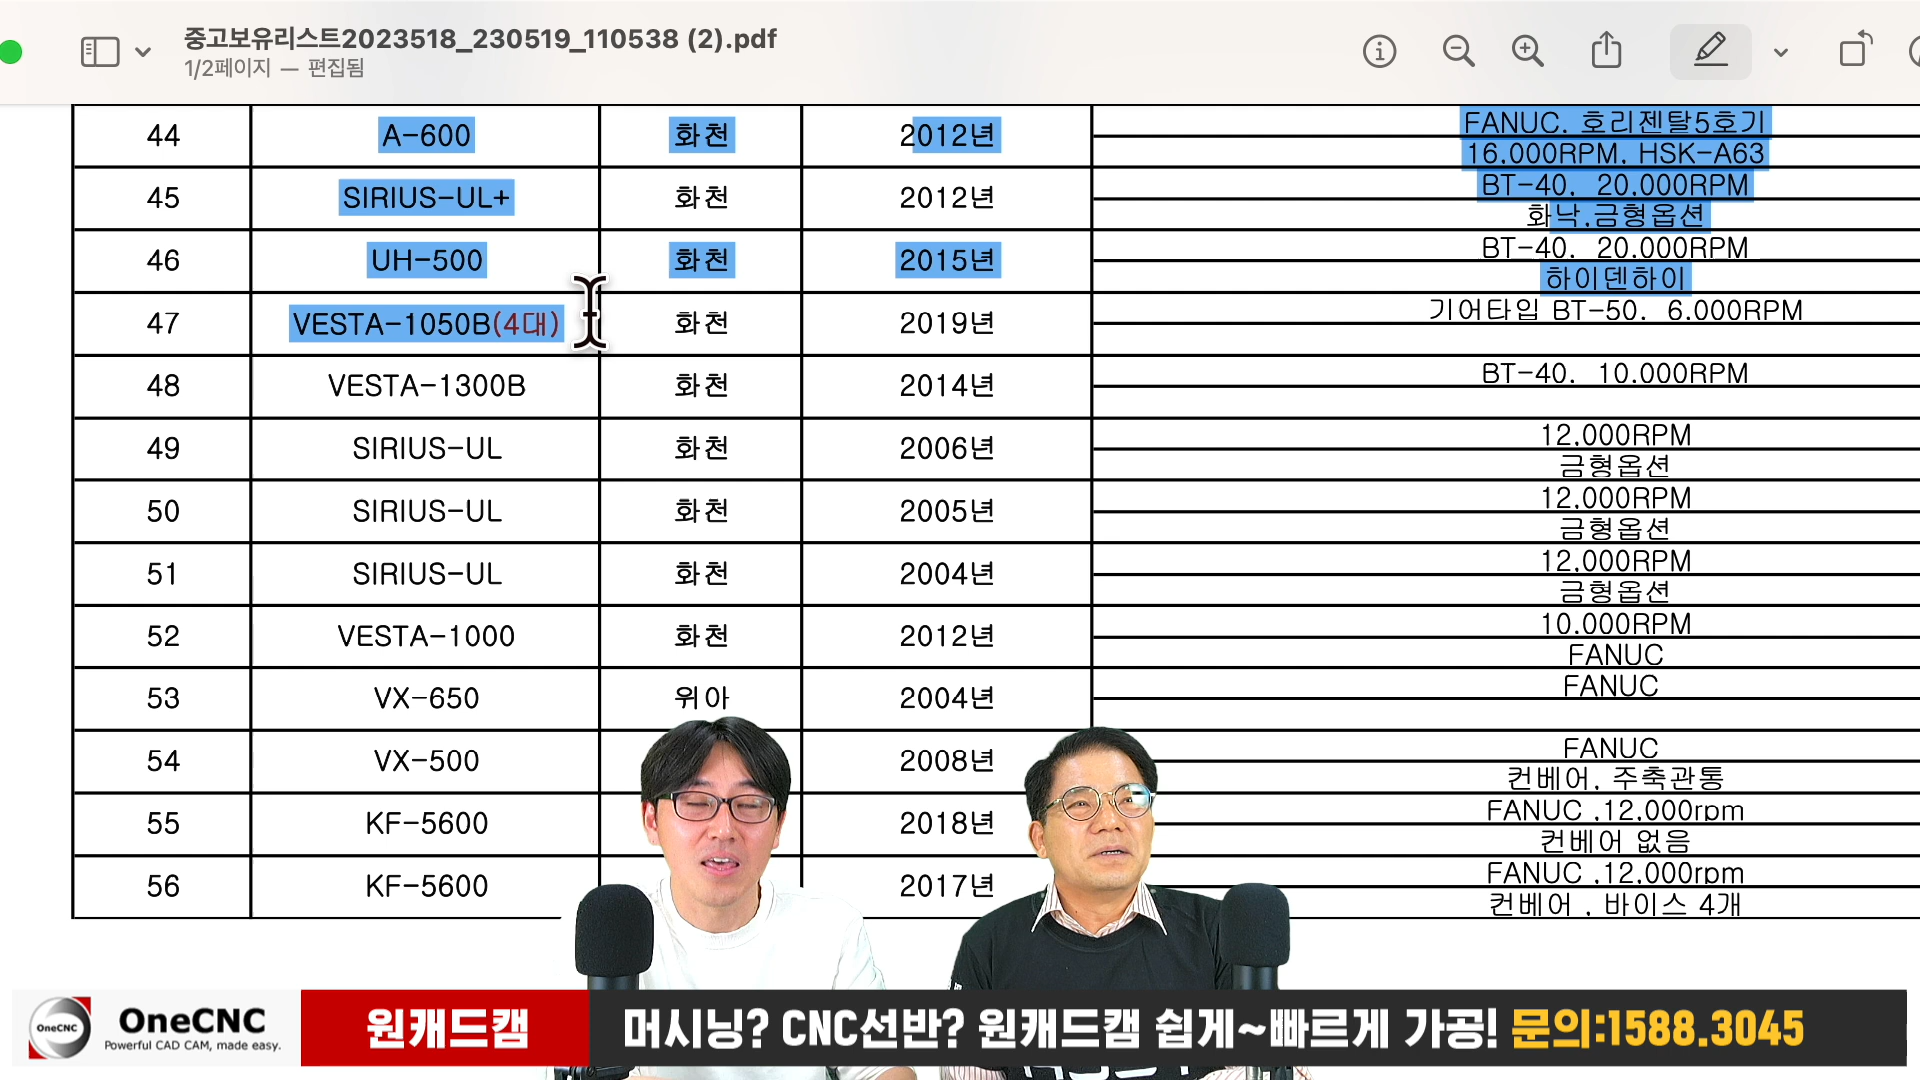 중고보유리스트2023518_230519_110538 (2).pdf
1/2페이지 — 편집됨
44 A-600 화천 2012년 FANUC. 호리젠탈5호기
16,000RPM, HSK-A63
45 SIRIUS-UL+ 화천 2012년 BT-40, 20,000RPM
화낙,금형옵션
46 UH-500 화천 2015년 BT-40, 20,000RPM
하이덴하이
47 VESTA-1050B(4대) 화천 2019년 기어타입 BT-50, 6,000RPM
48 VESTA-1300B 화천 2014년 BT-40, 10,000RPM
49 SIRIUS-UL 화천 2006년 12,000RPM
금형옵션
50 SIRIUS-UL 화천 2005년 12,000RPM
금형옵션
51 SIRIUS-UL 화천 2004년 12,000RPM
금형옵션
52 VESTA-1000 화천 2012년 10,000RPM
FANUC
53 VX-650 위아 2004년 FANUC
54 VX-500 2008년 FANUC
컨베어, 주축관통
55 KF-5600 2018년 FANUC ,12,000rpm
컨베어 없음
56 KF-5600 2017년 FANUC ,12,000rpm
컨베어 , 바이스 4개
OneCNC
OneCNC
Powerful CAD CAM, made easy.
원캐드캠
머시닝? CNC선반? 원캐드캠 쉽게~빠르게 가공! 문의:1588.3045